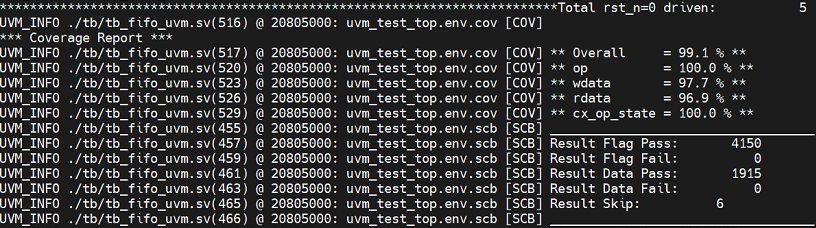 ******************************************************************************Total rst_n=0 driven:          5
UVM_INFO ./tb/tb_fifo_uvm.sv(516) @ 20805000: uvm_test_top.env.cov [COV]
*** Coverage Report ***
UVM_INFO ./tb/tb_fifo_uvm.sv(517) @ 20805000: uvm_test_top.env.cov [COV] ** Overall     = 99.1 % **
UVM_INFO ./tb/tb_fifo_uvm.sv(520) @ 20805000: uvm_test_top.env.cov [COV] ** op          = 100.0 % **
UVM_INFO ./tb/tb_fifo_uvm.sv(523) @ 20805000: uvm_test_top.env.cov [COV] ** wdata       = 97.7 % **
UVM_INFO ./tb/tb_fifo_uvm.sv(526) @ 20805000: uvm_test_top.env.cov [COV] ** rdata       = 96.9 % **
UVM_INFO ./tb/tb_fifo_uvm.sv(529) @ 20805000: uvm_test_top.env.cov [COV] ** cx_op_state = 100.0 % **
UVM_INFO ./tb/tb_fifo_uvm.sv(455) @ 20805000: uvm_test_top.env.scb [SCB] ___________________________________
UVM_INFO ./tb/tb_fifo_uvm.sv(457) @ 20805000: uvm_test_top.env.scb [SCB] Result Flag Pass:       4150
UVM_INFO ./tb/tb_fifo_uvm.sv(459) @ 20805000: uvm_test_top.env.scb [SCB] Result Flag Fail:          0
UVM_INFO ./tb/tb_fifo_uvm.sv(461) @ 20805000: uvm_test_top.env.scb [SCB] Result Data Pass:       1915
UVM_INFO ./tb/tb_fifo_uvm.sv(463) @ 20805000: uvm_test_top.env.scb [SCB] Result Data Fail:          0
UVM_INFO ./tb/tb_fifo_uvm.sv(465) @ 20805000: uvm_test_top.env.scb [SCB] Result Skip:          6
UVM_INFO ./tb/tb_fifo_uvm.sv(466) @ 20805000: uvm_test_top.env.scb [SCB] ___________________________________